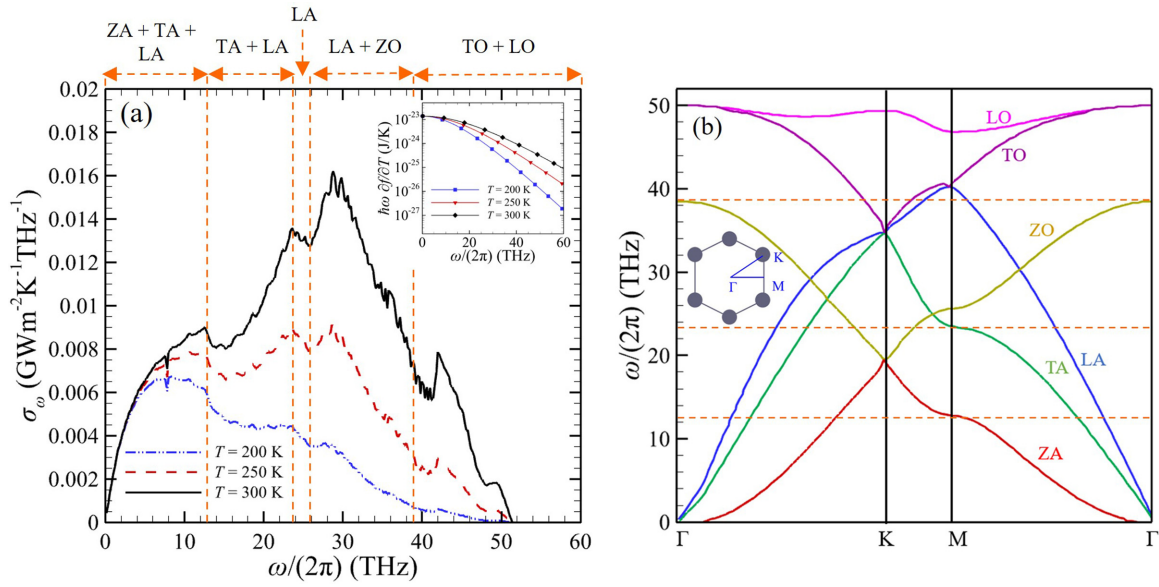 LA
ZA + TA +
LA
TA + LA
LA + ZO
TO + LO
(a)
0.02
0.018
0.016
0.014
0.012
0.01
0.008
0.006
0.004
0.002
0
σω (GWm⁻²K⁻¹THz⁻¹)
0 10 20 30 40 50 60
ω/(2π) (THz)
T = 200 K
T = 250 K
T = 300 K
10⁻²³
10⁻²⁴
10⁻²⁵
10⁻²⁶
10⁻²⁷
ħω ∂f/∂T (J/K)
T = 200 K
T = 250 K
T = 300 K
0 20 40 60
ω/(2π) (THz)
(b)
50
40
30
20
10
0
ω/(2π) (THz)
LO
TO
ZO
TA
LA
ZA
K
Γ
M
Γ K M Γ